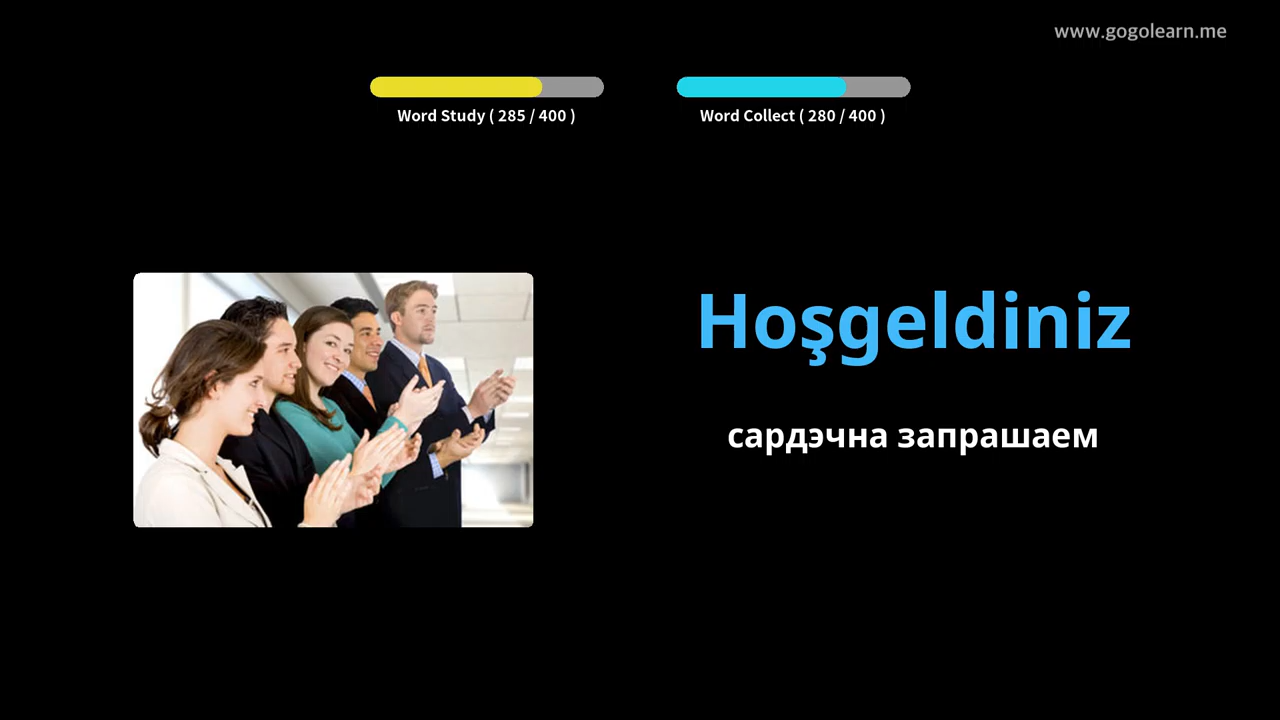 www.gogolearn.me
Word Study ( 285 / 400 )
Word Collect ( 280 / 400 )
Hoşgeldiniz
сардэчна запрашаем